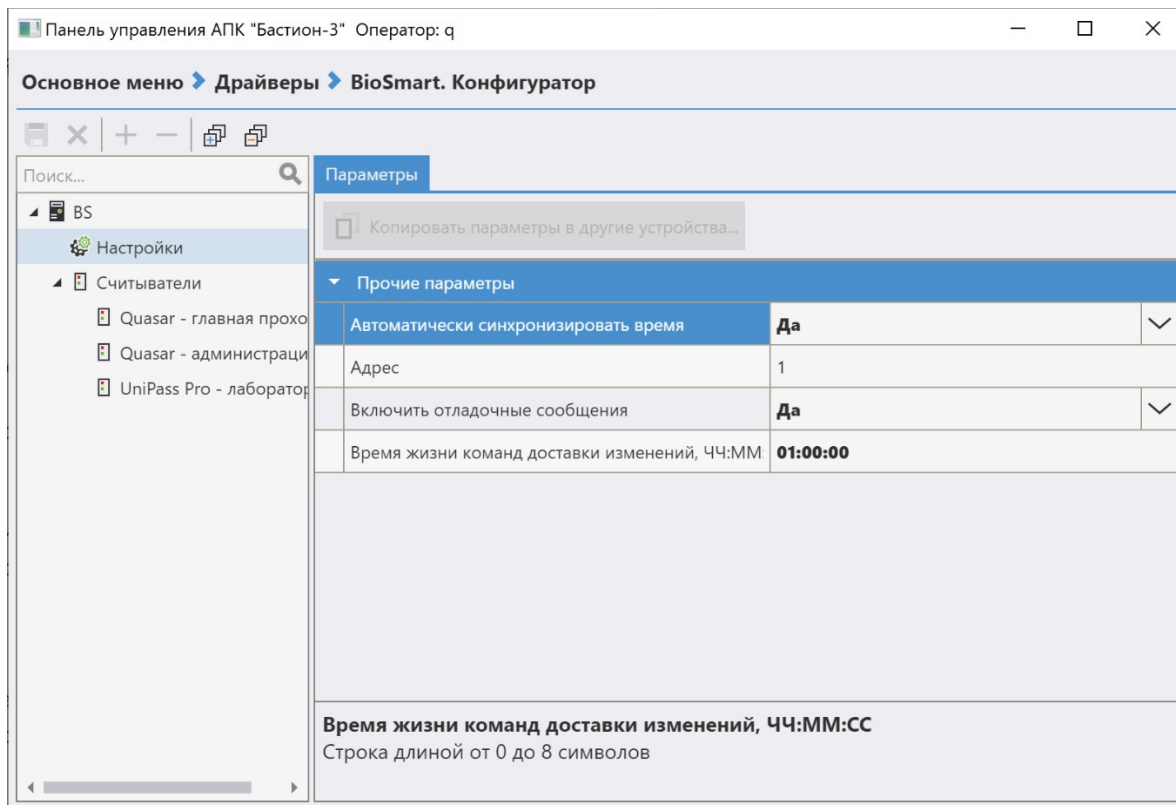 Панель управления АПК "Бастион-3" Оператор: q
Основное меню Драйверы BioSmart. Конфигуратор
Поиск...
BS
Настройки
Считыватели
Quasar - главная прохо
Quasar - администраци
UniPass Pro - лаборатор
Параметры
Копировать параметры в другие устройства...
Прочие параметры
Автоматически синхронизировать время Да
Адрес 1
Включить отладочные сообщения Да
Время жизни команд доставки изменений, ЧЧ:ММ: 01:00:00
Время жизни команд доставки изменений, ЧЧ:ММ:СС
Строка длиной от 0 до 8 символов